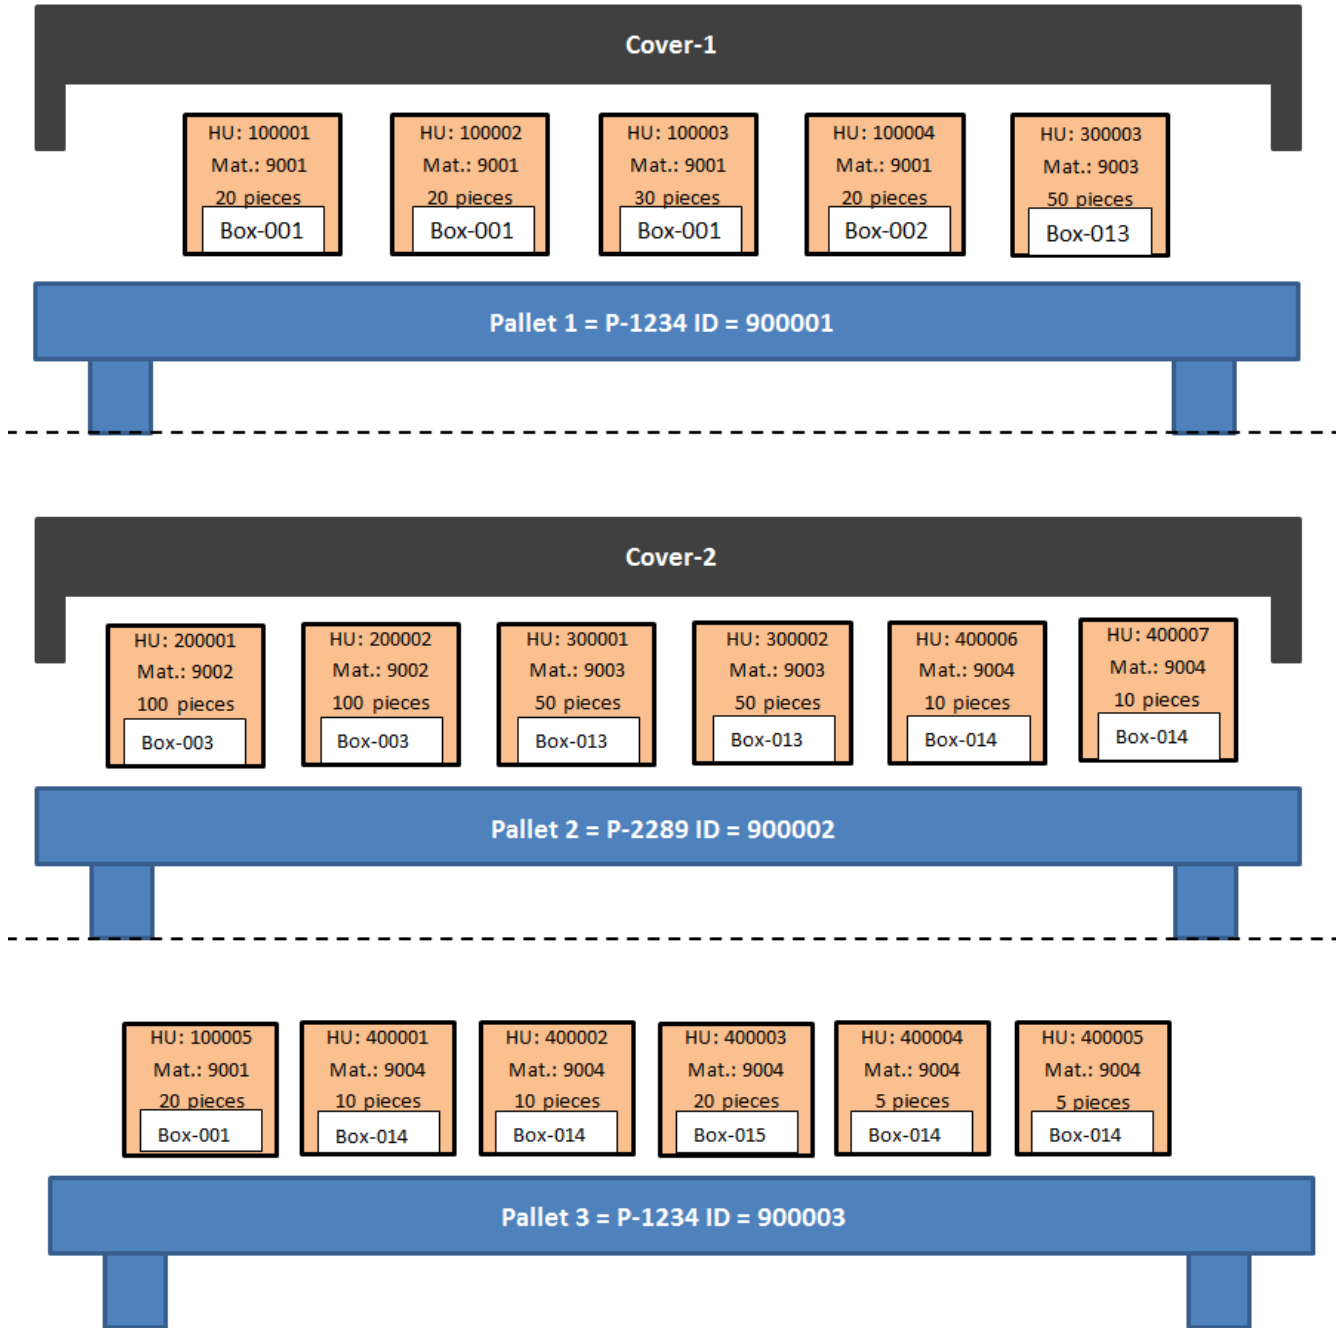 Cover-1
HU: 100001
Mat.: 9001
20 pieces
Box-001
HU: 100002
Mat.: 9001
20 pieces
Box-001
HU: 100003
Mat.: 9001
30 pieces
Box-001
HU: 100004
Mat.: 9001
20 pieces
Box-002
HU: 300003
Mat.: 9003
50 pieces
Box-013
Pallet 1 = P-1234 ID = 900001
Cover-2
HU: 200001
Mat.: 9002
100 pieces
Box-003
HU: 200002
Mat.: 9002
100 pieces
Box-003
HU: 300001
Mat.: 9003
50 pieces
Box-013
HU: 300002
Mat.: 9003
50 pieces
Box-013
HU: 400006
Mat.: 9004
10 pieces
Box-014
HU: 400007
Mat.: 9004
10 pieces
Box-014
Pallet 2 = P-2289 ID = 900002
HU: 100005
Mat.: 9001
20 pieces
Box-001
HU: 400001
Mat.: 9004
10 pieces
Box-014
HU: 400002
Mat.: 9004
10 pieces
Box-014
HU: 400003
Mat.: 9004
20 pieces
Box-015
HU: 400004
Mat.: 9004
5 pieces
Box-014
HU: 400005
Mat.: 9004
5 pieces
Box-014
Pallet 3 = P-1234 ID = 900003